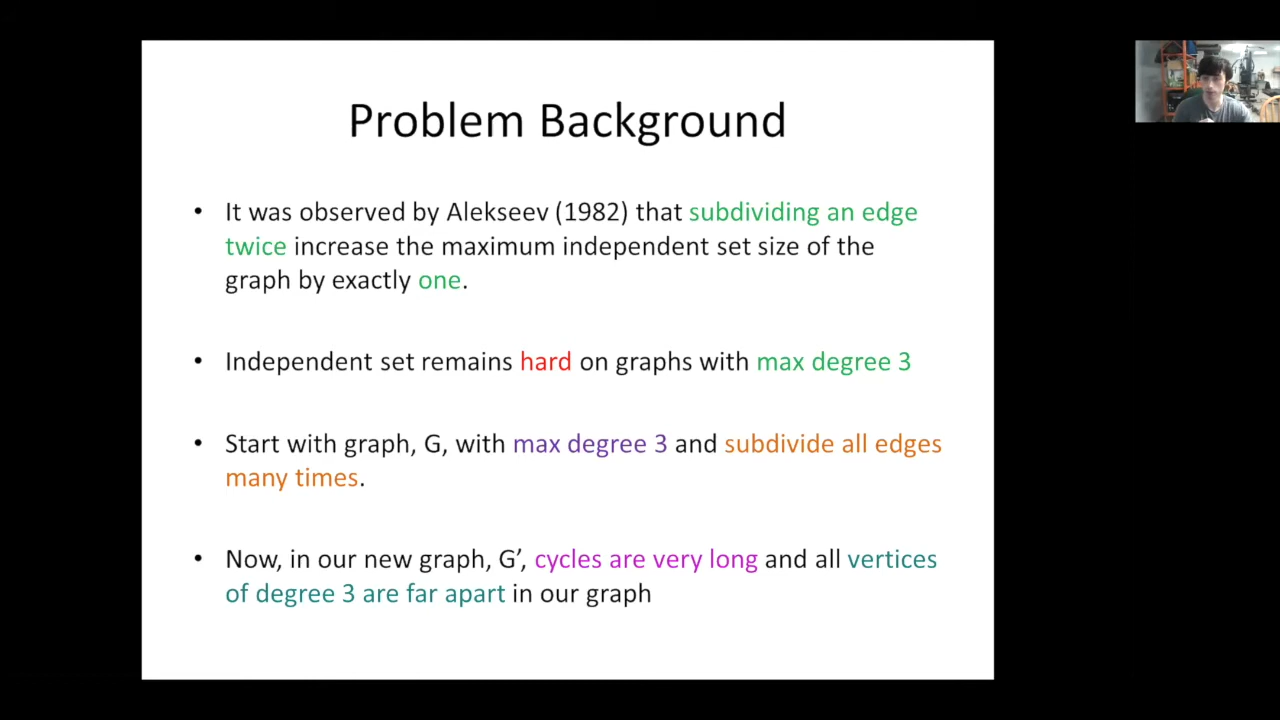 Problem Background
• It was observed by Alekseev (1982) that subdividing an edge
twice increase the maximum independent set size of the
graph by exactly one.
• Independent set remains hard on graphs with max degree 3
• Start with graph, G, with max degree 3 and subdivide all edges
many times.
• Now, in our new graph, G’, cycles are very long and all vertices
of degree 3 are far apart in our graph